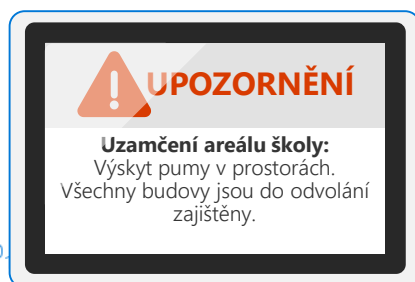 UPOZORNĚNÍ
Uzamčení areálu školy:
Výskyt pumy v prostorách.
Všechny budovy jsou do odvolání
zajištěny.